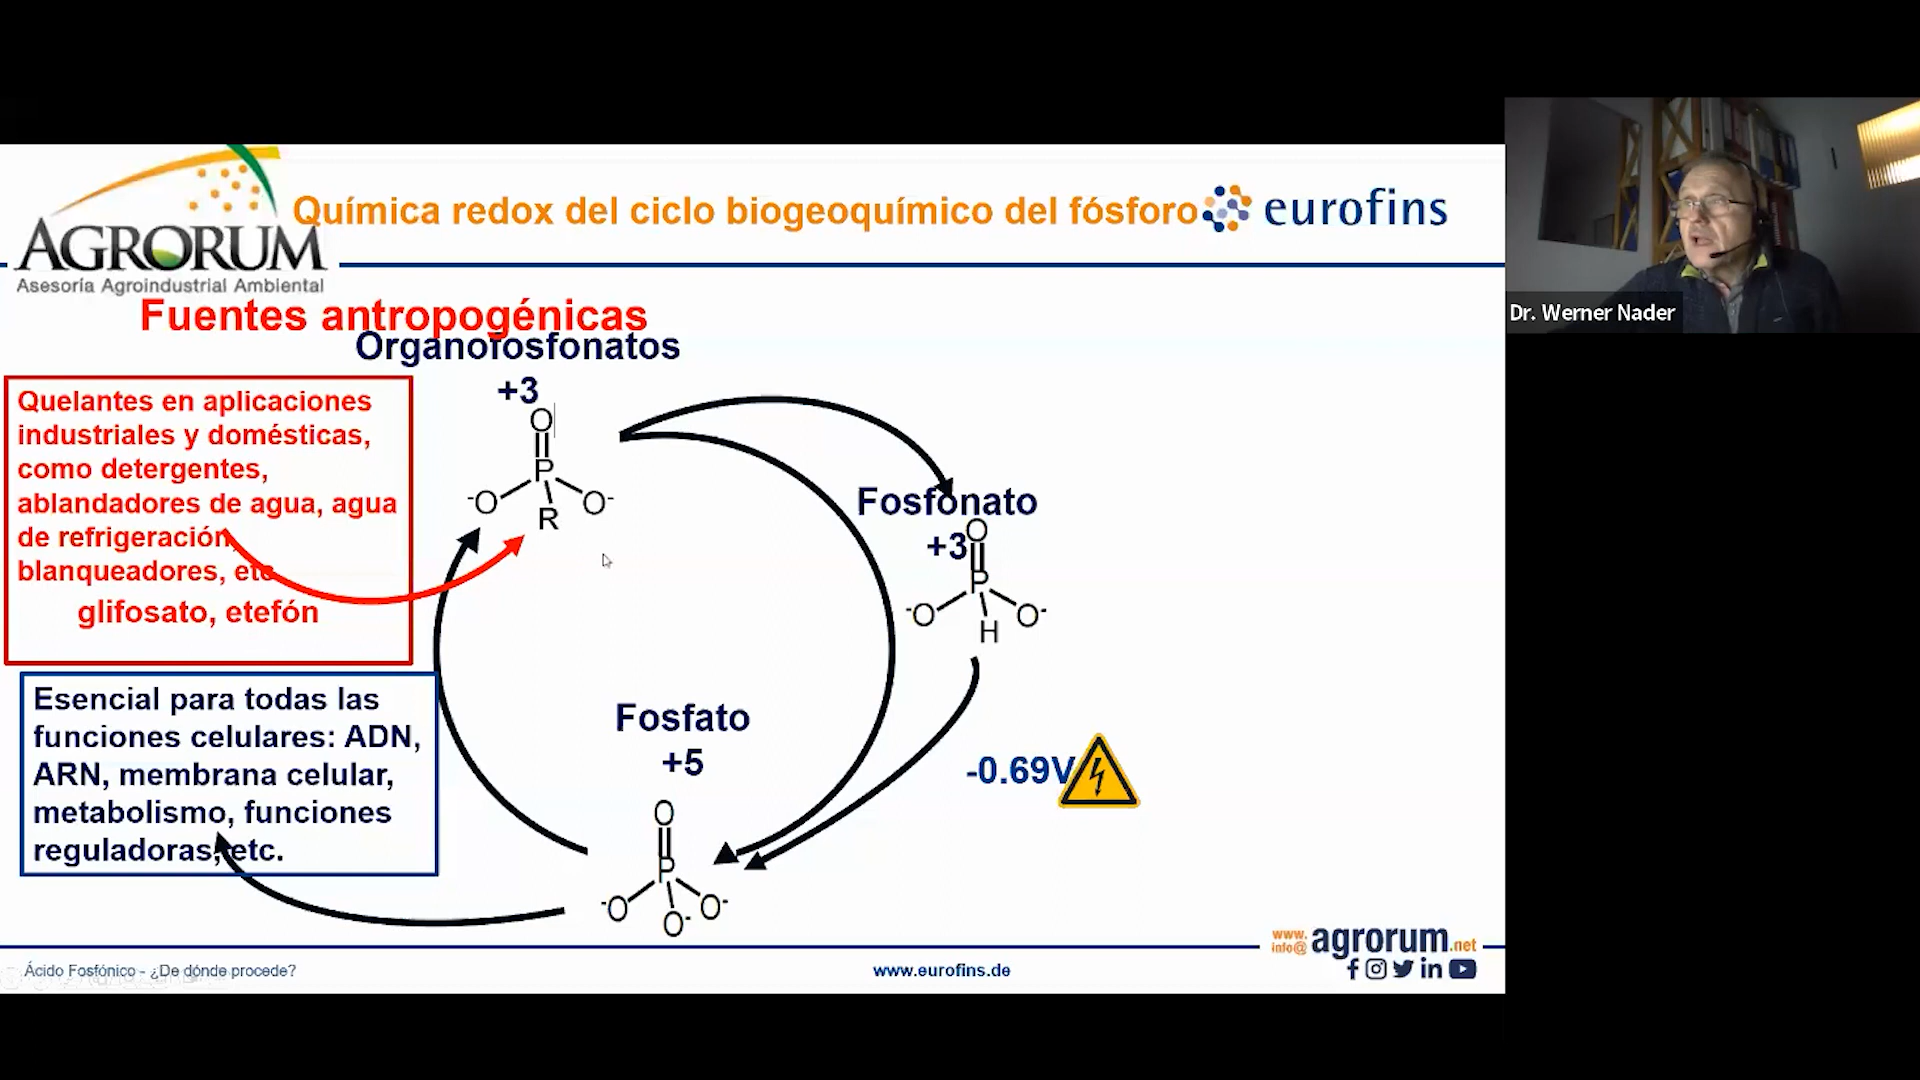 AGRORUM
Asesoría Agroindustrial Ambiental
Química redox del ciclo biogeoquímico del fósforo
eurofins
Dr. Werner Nader
Fuentes antropogénicas
Organofosfonatos
+3
O
P
-O
O-
R
Quelantes en aplicaciones
industriales y domésticas,
como detergentes,
ablandadores de agua, agua
de refrigeración,
blanqueadores, etc
glifosato, etefón
Fosfonato
+3
O
P
-O
O-
H
Esencial para todas las
funciones celulares: ADN,
ARN, membrana celular,
metabolismo, funciones
reguladoras, etc.
Fosfato
+5
O
P
-O
O-
O-
-0.69V
www.
info@
agrorum.net
Ácido Fosfónico - ¿De dónde procede?
www.eurofins.de